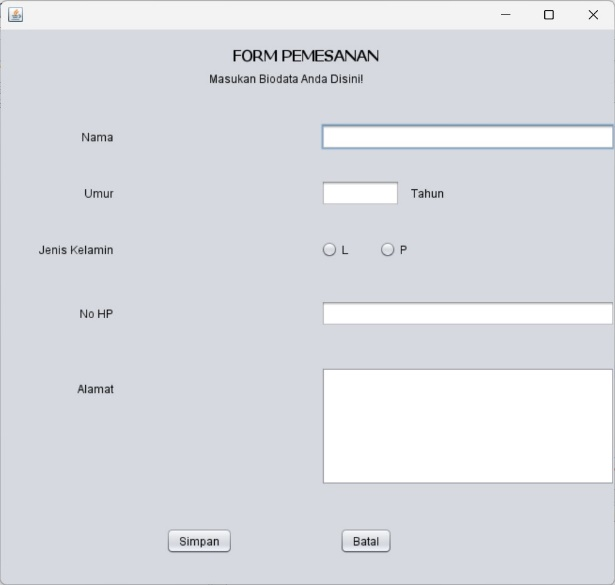 FORM PEMESANAN
Masukan Biodata Anda Disini!
Nama
Umur
Tahun
Jenis Kelamin
L
P
No HP
Alamat
Simpan
Batal